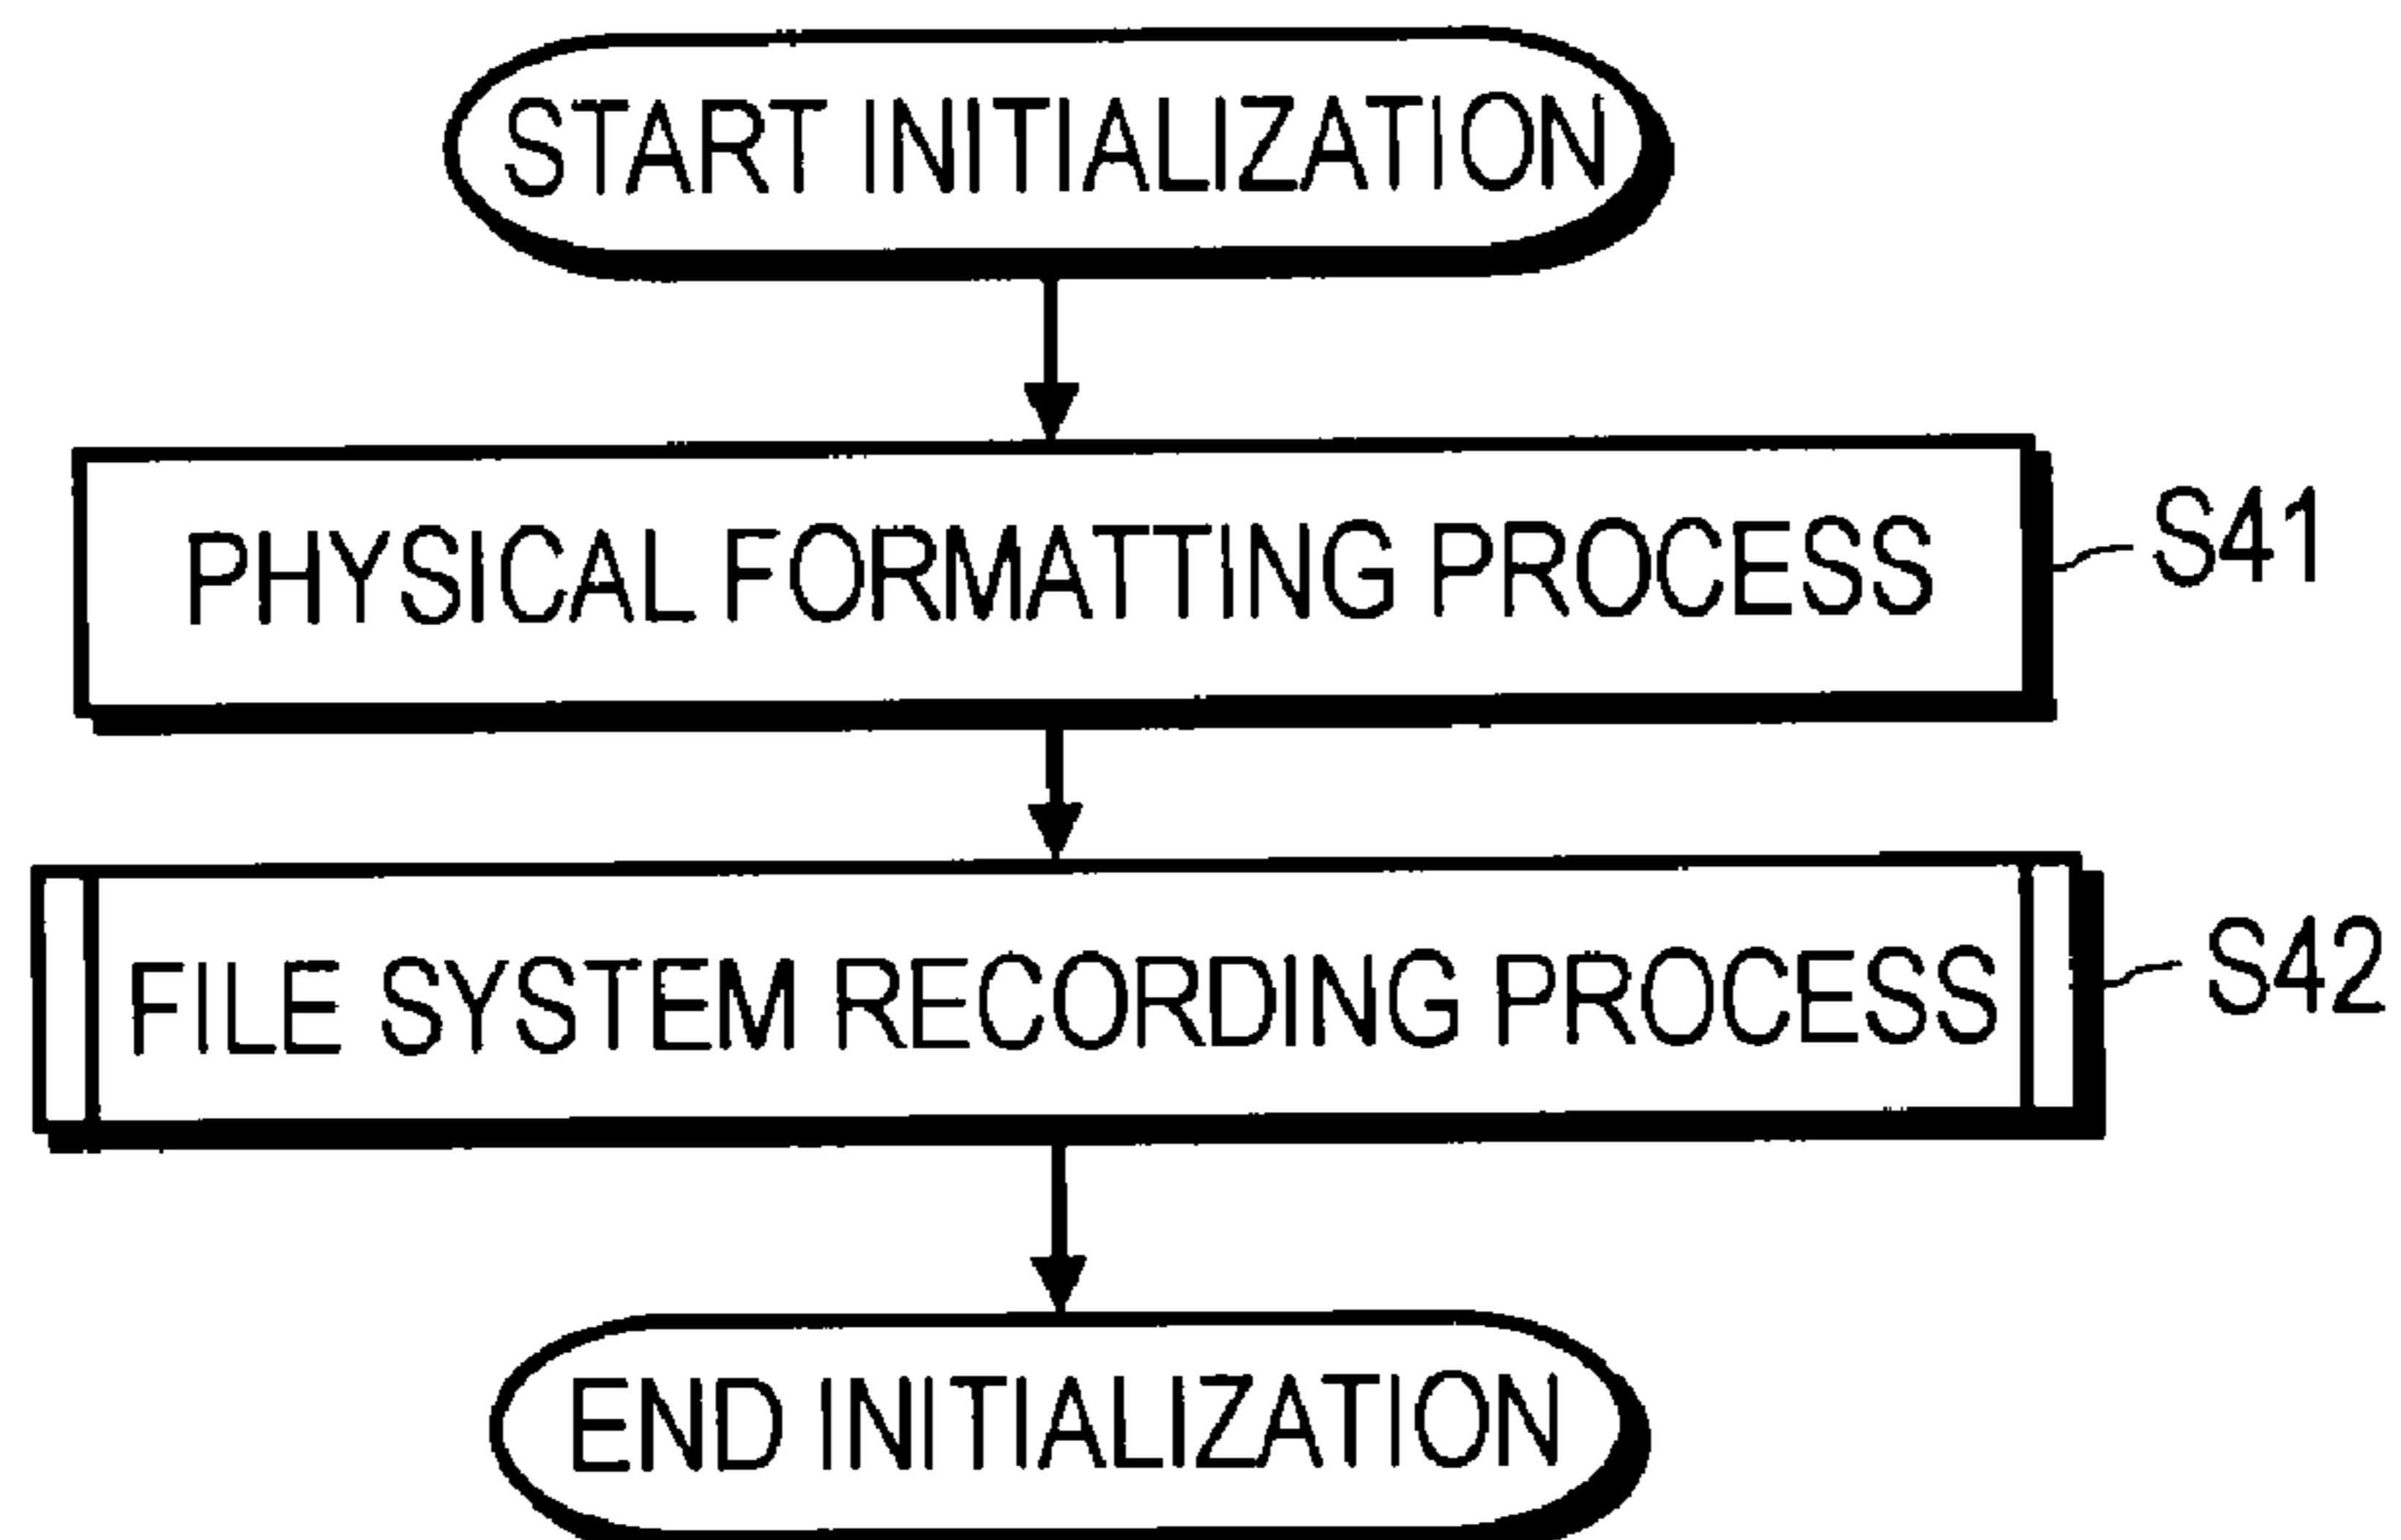 START INITIALIZATION
PHYSICAL FORMATTING PROCESS
S41
FILE SYSTEM RECORDING PROCESS
S42
END INITIALIZATION